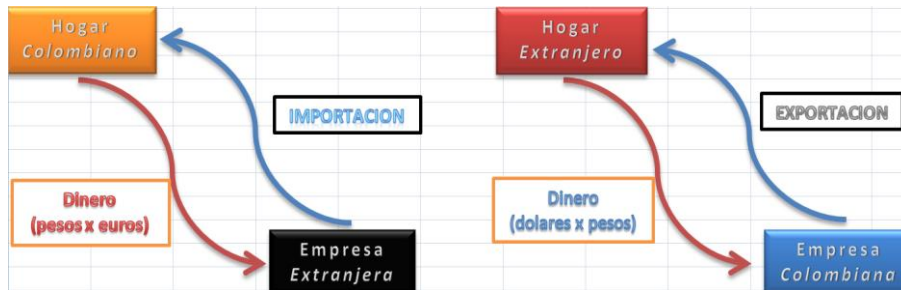 Hogar
Colombiano
IMPORTACION
Dinero
(pesos x euros)
Empresa
Extranjera
Hogar
Extranjero
EXPORTACION
Dinero
(dolares x pesos)
Empresa
Colombiana